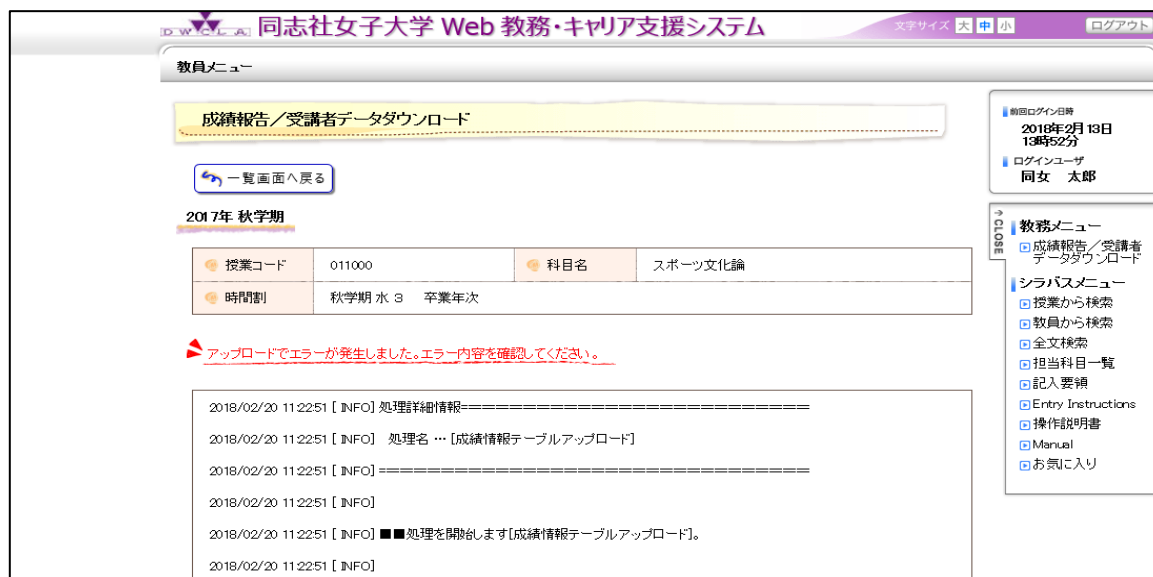 DWCLA 同志社女子大学 Web 教務・キャリア支援システム
文字サイズ 大 中 小
ログアウト
教員メニュー
成績報告／受講者データダウンロード
一覧画面へ戻る
2017年 秋学期
授業コード 011000 科目名 スポーツ文化論
時間割 秋学期 水 3 卒業年次
アップロードでエラーが発生しました。エラー内容を確認してください。
2018/02/20 11:22:51 [ INFO] 処理詳細情報==================================
2018/02/20 11:22:51 [ INFO] 処理名 … [成績情報テーブルアップロード]
2018/02/20 11:22:51 [ INFO] ==========================================
2018/02/20 11:22:51 [ INFO]
2018/02/20 11:22:51 [ INFO] ■■処理を開始します[成績情報テーブルアップロード]。
2018/02/20 11:22:51 [ INFO]
前回ログイン日時
2018年2月13日
13時52分
ログインユーザ
同女 太郎
→CLOSE
教務メニュー
成績報告／受講者
データダウンロード
シラバスメニュー
授業から検索
教員から検索
全文検索
担当科目一覧
記入要領
Entry Instructions
操作説明書
Manual
お気に入り